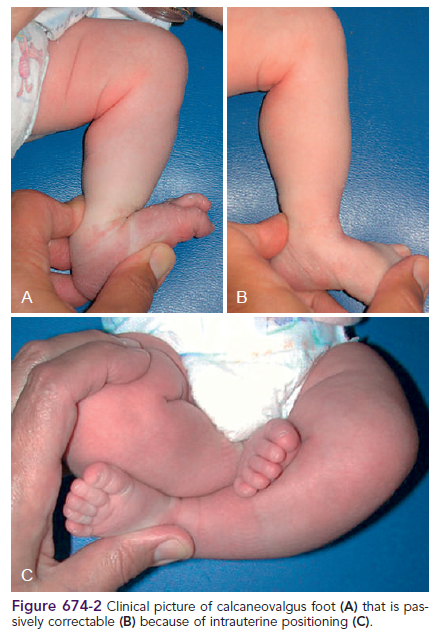 A
B
C
Figure 674-2 Clinical picture of calcaneovalgus foot (A) that is pas-
sively correctable (B) because of intrauterine positioning (C).